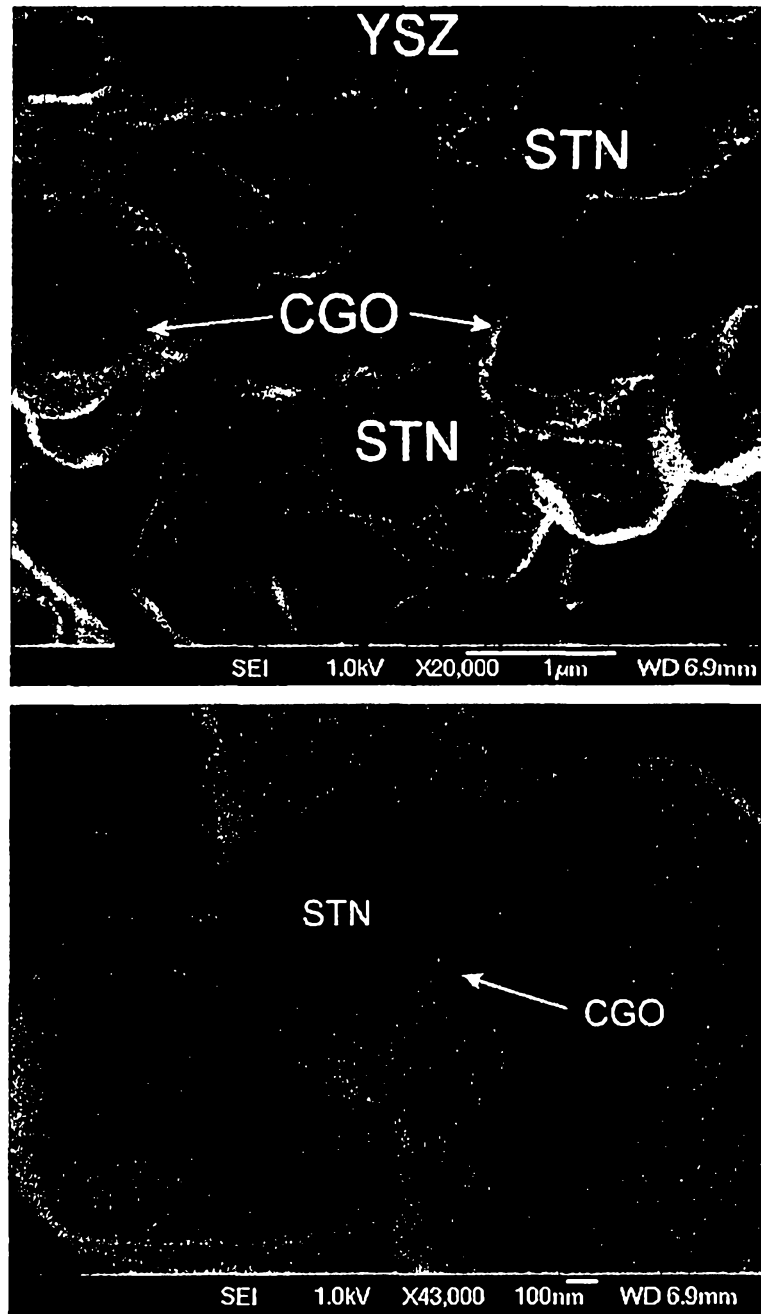 YSZ
STN
CGO
STN
SEI 1.0kV X20,000 1µm WD 6.9mm
STN
CGO
SEI 1.0kV X43,000 100nm WD 6.9mm